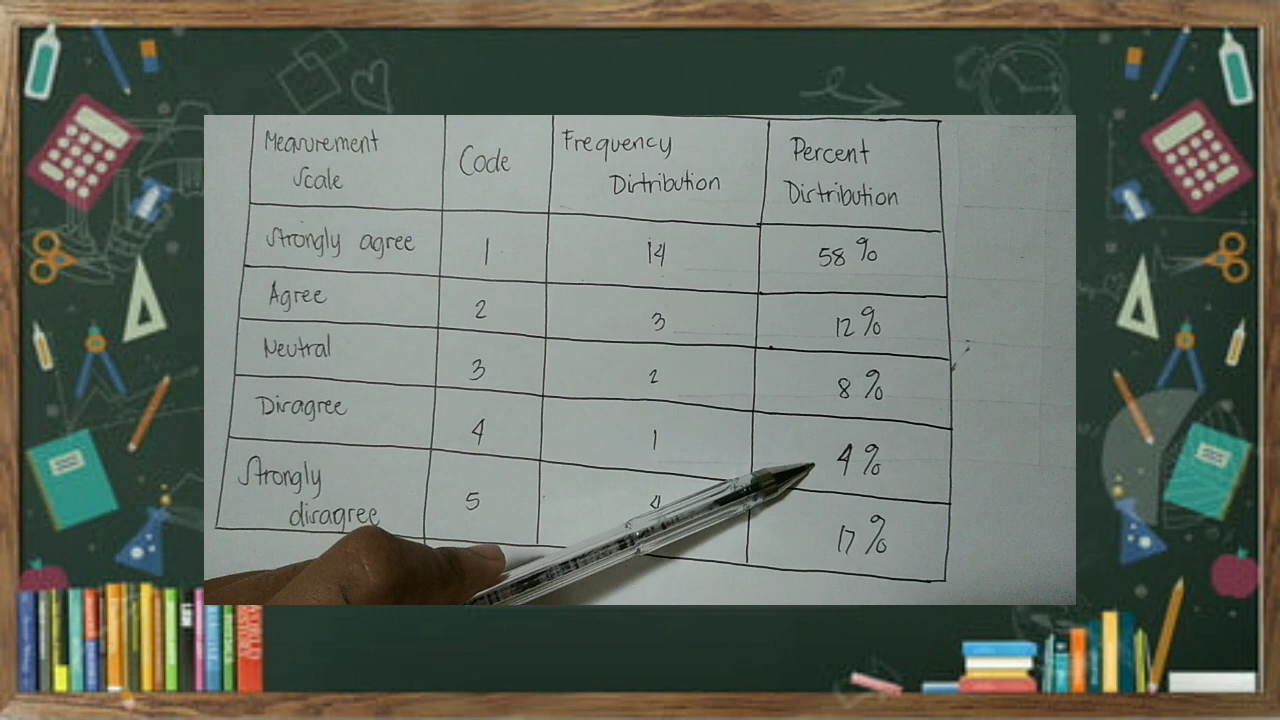 Measurement Scale | Code | Frequency Distribution | Percent Distribution
Strongly agree | 1 | 14 | 58 %
Agree | 2 | 3 | 12 %
Neutral | 3 | 2 | 8 %
Disagree | 4 | 1 | 4 %
Strongly disagree | 5 | 4 | 17 %